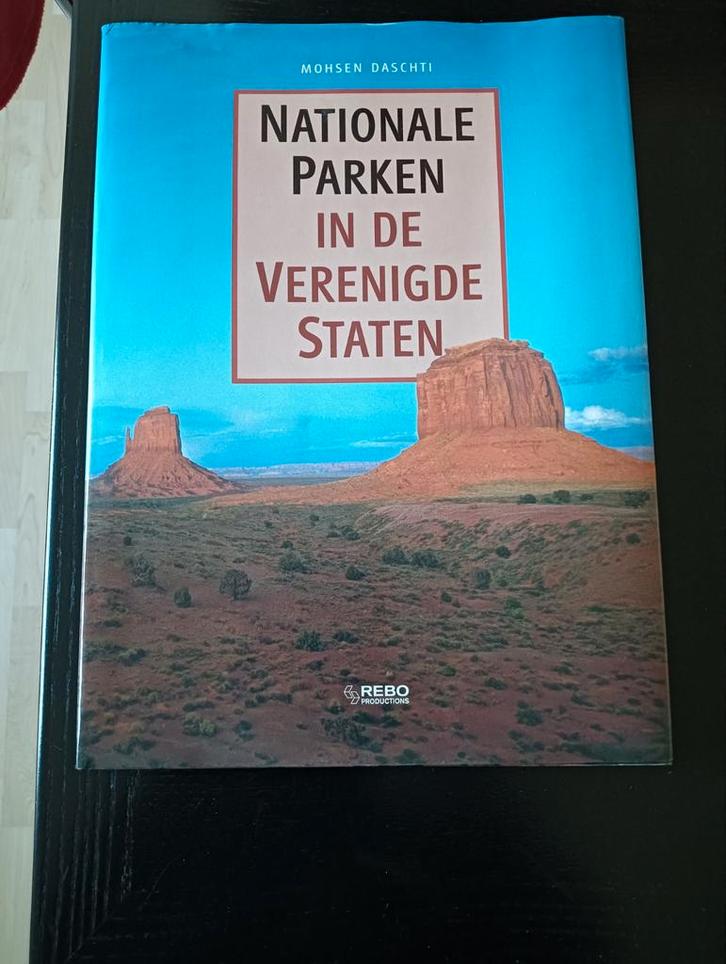 MOHSEN DASCHTI
NATIONALE
PARKEN
IN DE
VERENIGDE
STATEN
REBO
PRODUCTIONS